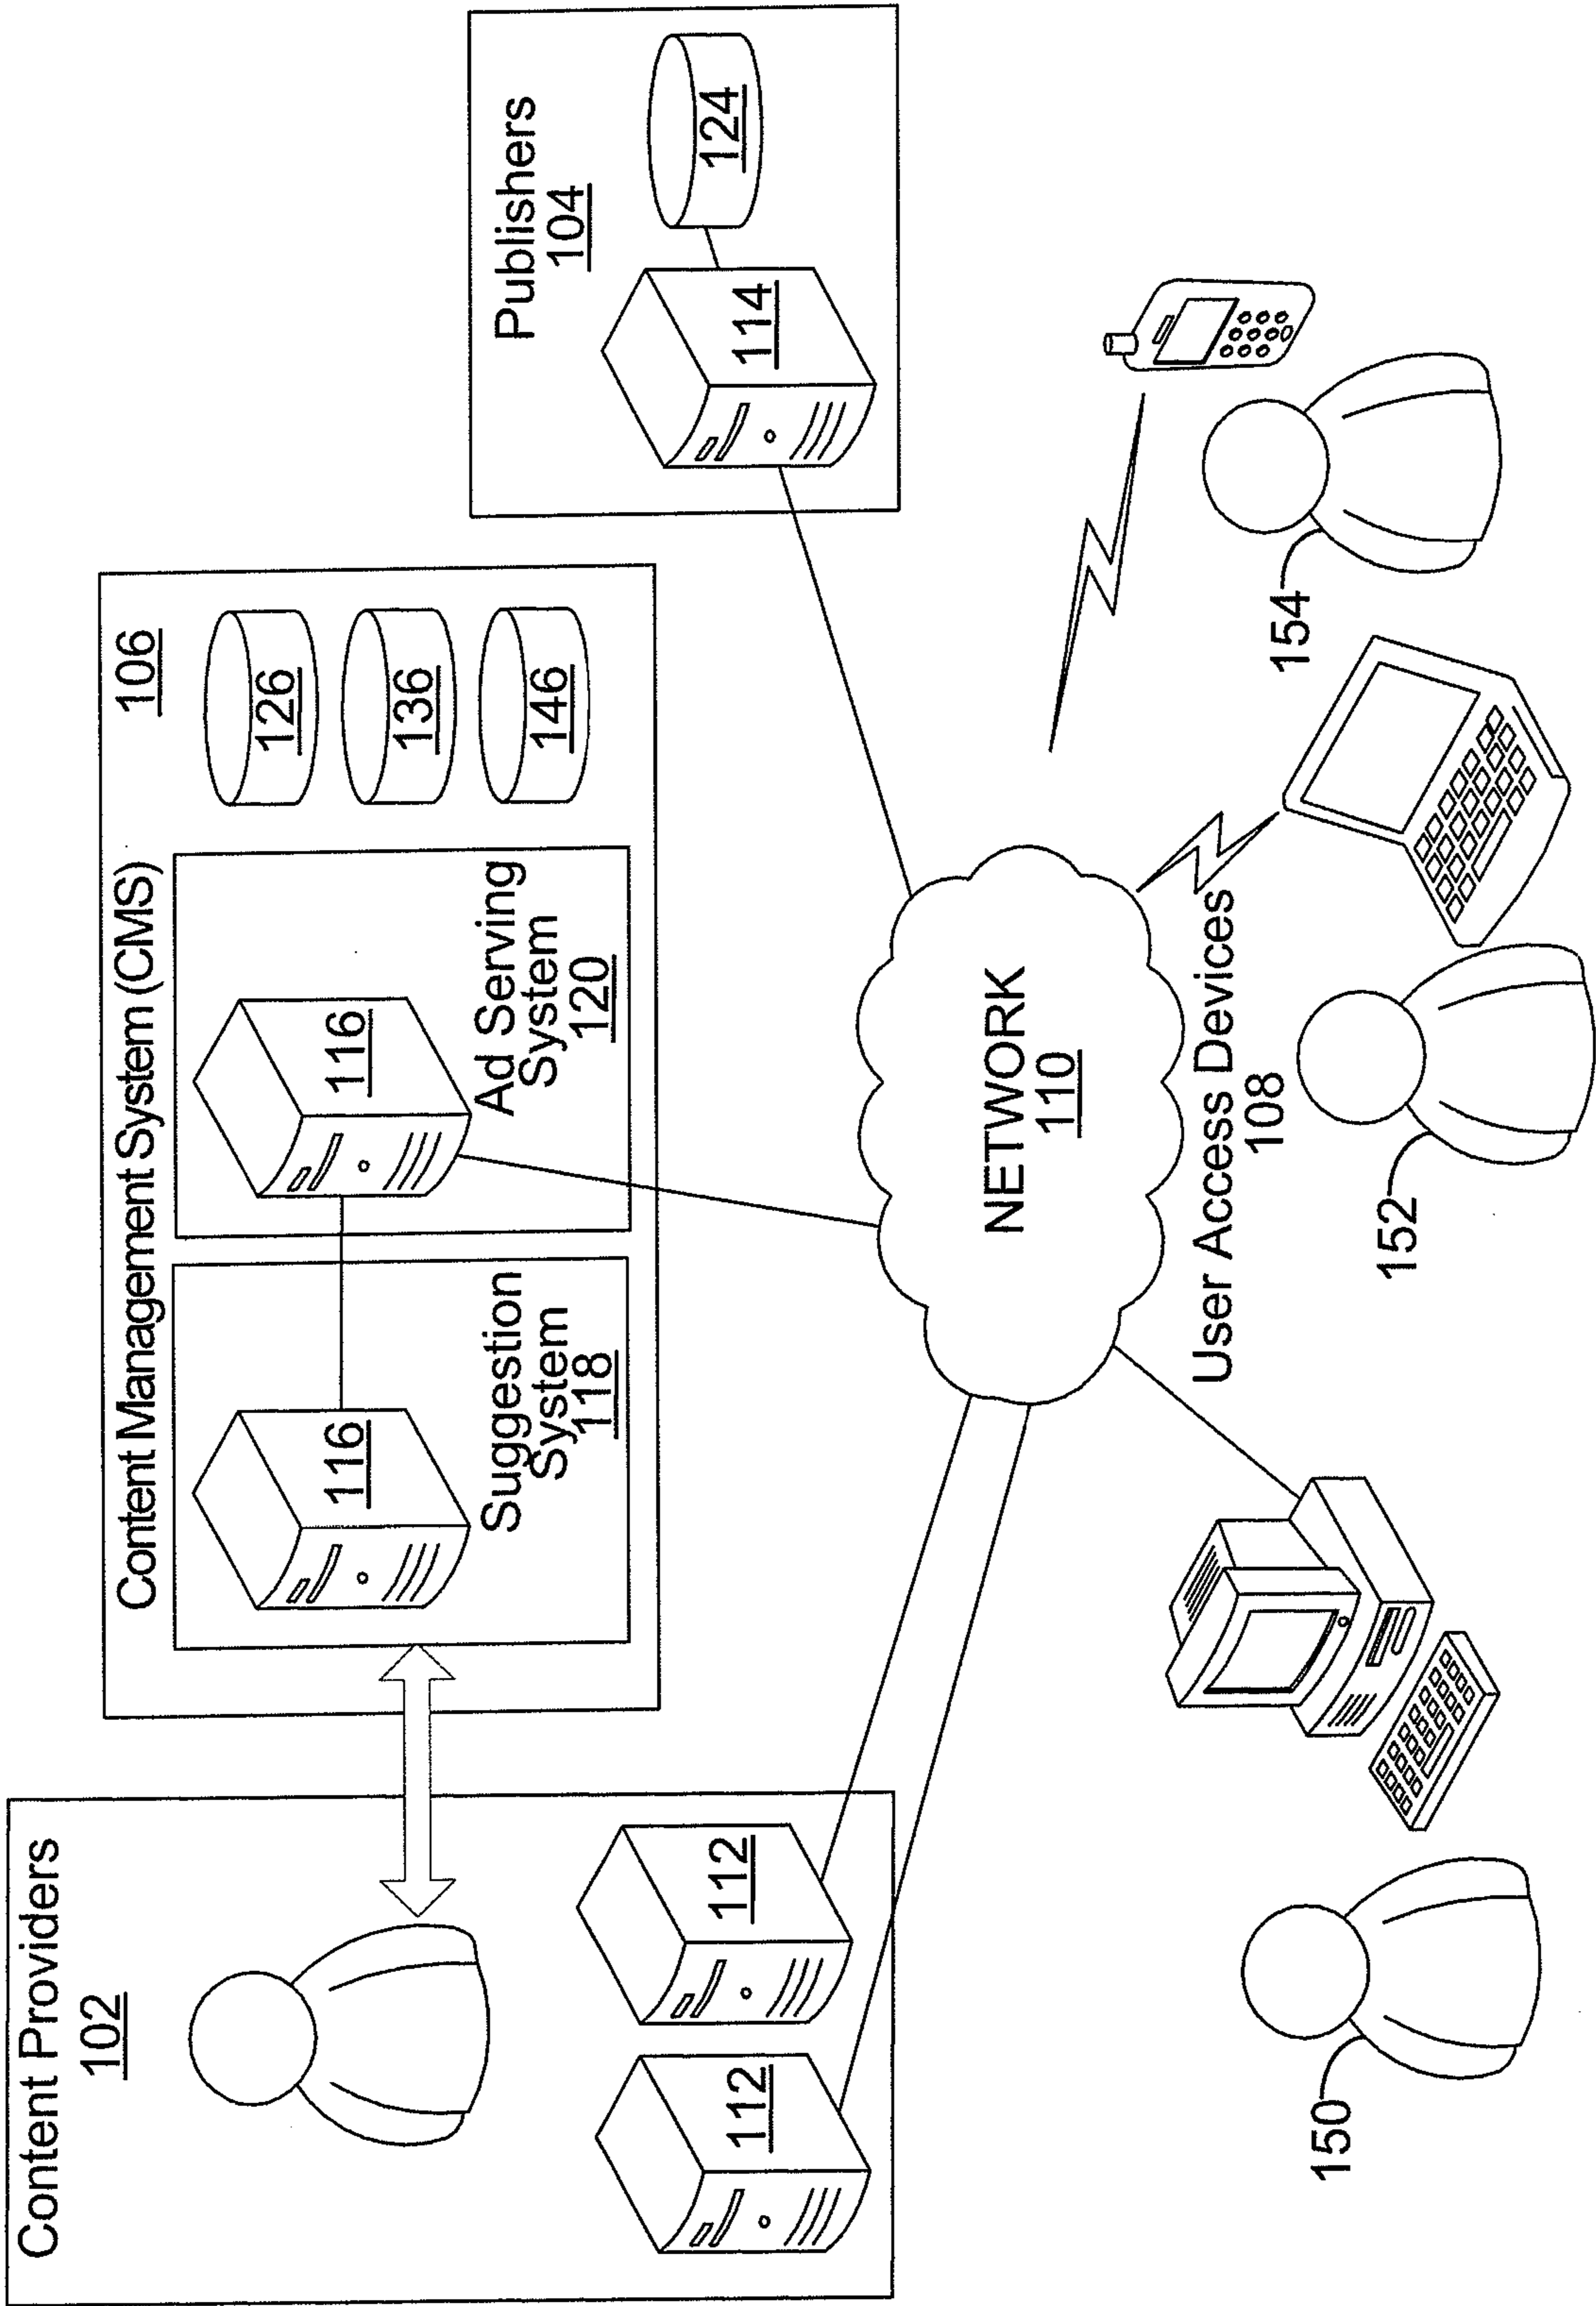 Content Providers
102
112
112
Content Management System (CMS)
106
116
Suggestion
System
118
116
Ad Serving
System
120
126
136
146
Publishers
104
114
124
NETWORK
110
User Access Devices
108
150
152
154